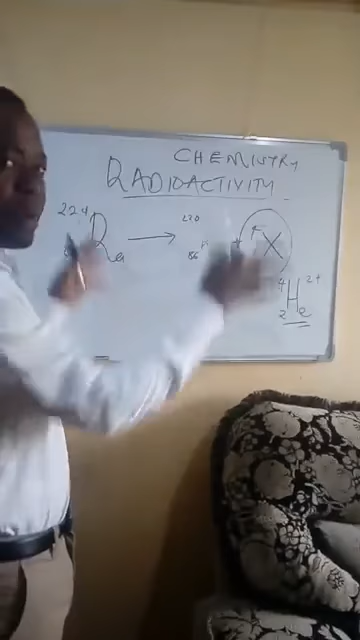 CHEMISTRY
RADIOACTIVITY
224 Ra → 220 86 + X
4 2 He 2+